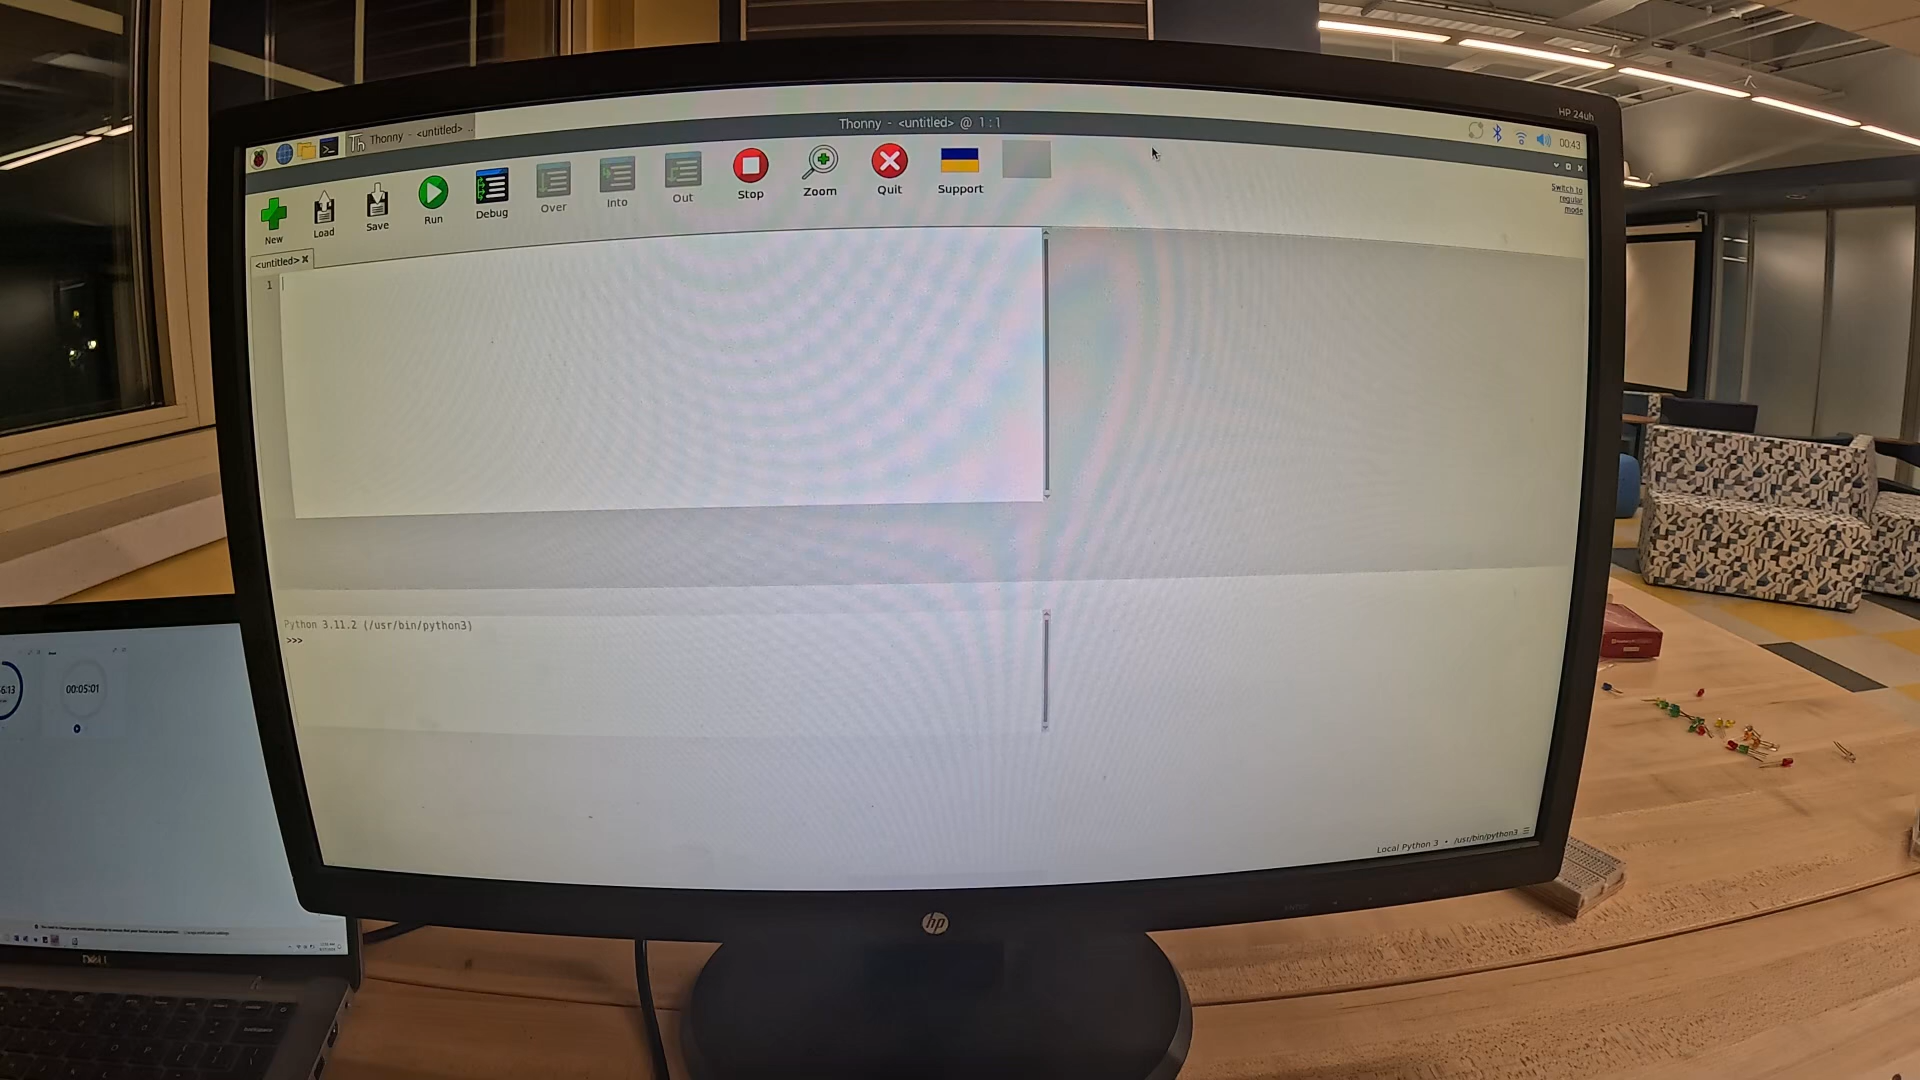 HP 24uh
Thonny - <untitled> ..
Thonny - <untitled> @ 1:1
00:43
New
Load
Save
Run
Debug
Over
Into
Out
Stop
Zoom
Quit
Support
Switch to
regular
mode
<untitled> x
1
Python 3.11.2 (/usr/bin/python3)
>>>
Local Python 3 • /usr/bin/python3 ≡
hp
6:13
00:05:01
DELL